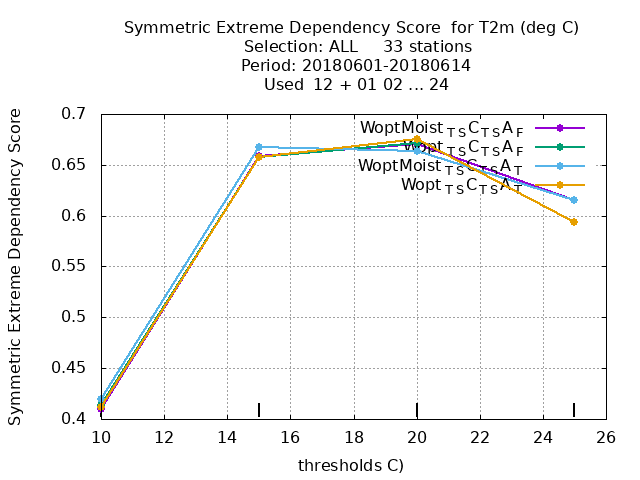 Symmetric Extreme Dependency Score for T2m (deg C)
Selection: ALL 33 stations
Period: 20180601-20180614
Used 12 + 01 02 ... 24
Symmetric Extreme Dependency Score
0.7
0.65
0.6
0.55
0.5
0.45
0.4
WoptMoist TS C TS A F
Wopt TS C TS A F
WoptMoist TS C TS A T
Wopt TS C TS A T
10 12 14 16 18 20 22 24 26
thresholds C)